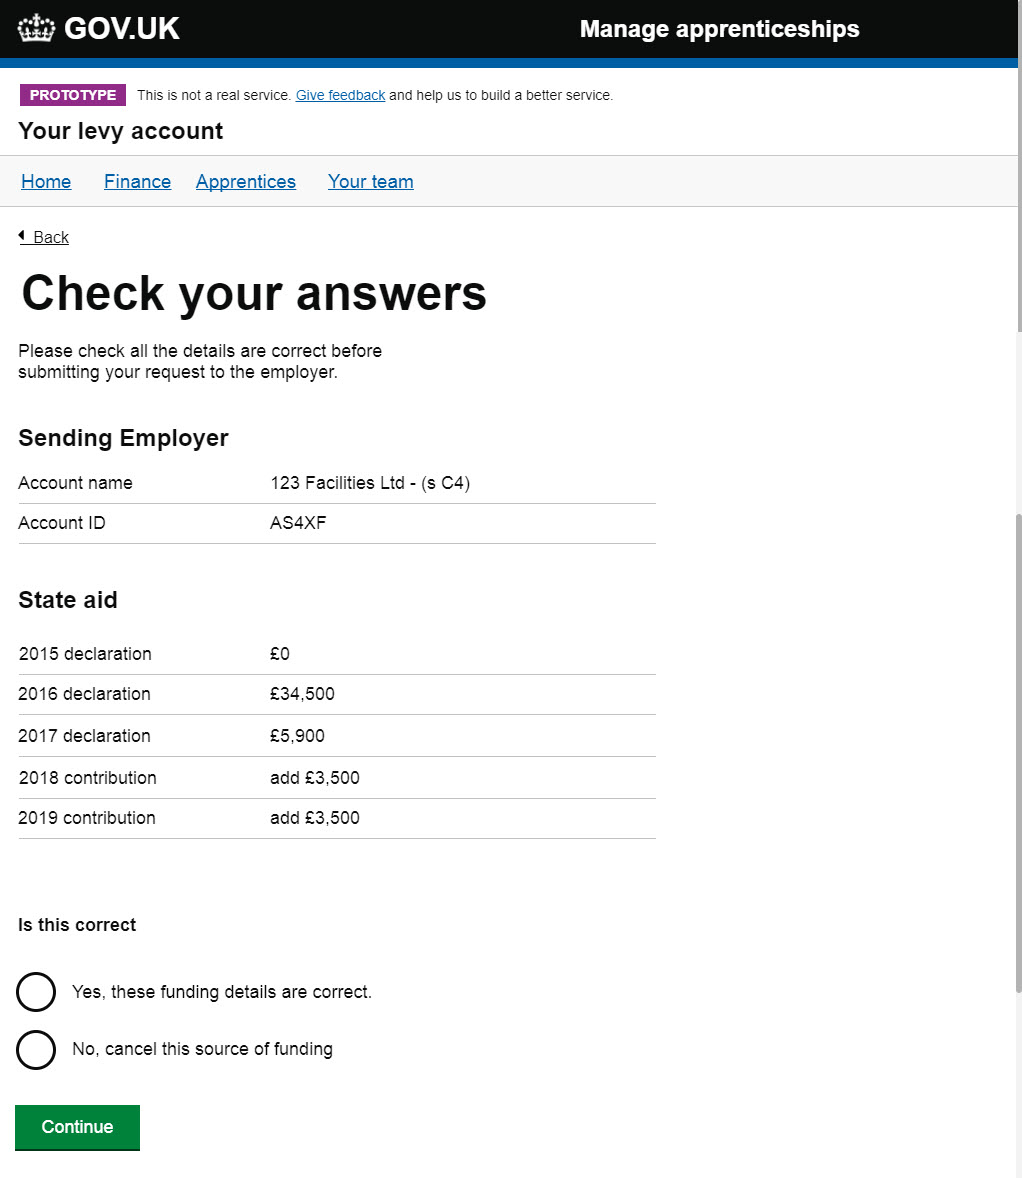 GOV.UK Manage apprenticeships
PROTOTYPE This is not a real service. Give feedback and help us to build a better service.
Your levy account
Home Finance Apprentices Your team
Back
Check your answers
Please check all the details are correct before
submitting your request to the employer.
Sending Employer
Account name 123 Facilities Ltd - (s C4)
Account ID AS4XF
State aid
2015 declaration £0
2016 declaration £34,500
2017 declaration £5,900
2018 contribution add £3,500
2019 contribution add £3,500
Is this correct
Yes, these funding details are correct.
No, cancel this source of funding
Continue